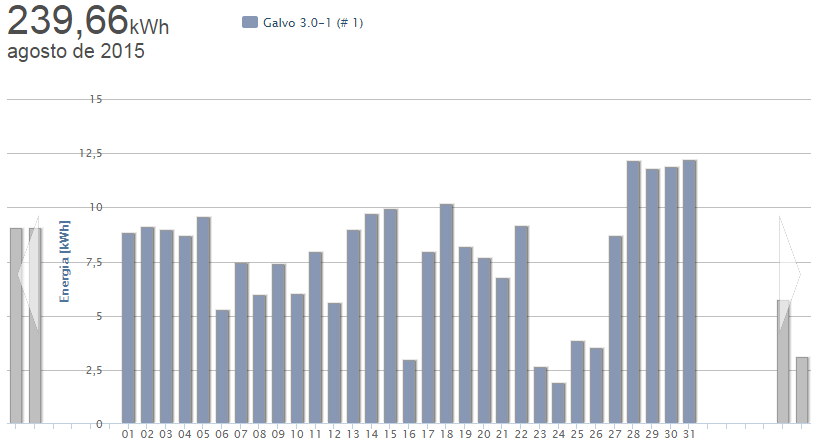 239,66kWh
agosto de 2015
Galvo 3.0-1 (# 1)
15
12,5
10
7,5
5
2,5
0
Energia [kWh]
01 02 03 04 05 06 07 08 09 10 11 12 13 14 15 16 17 18 19 20 21 22 23 24 25 26 27 28 29 30 31